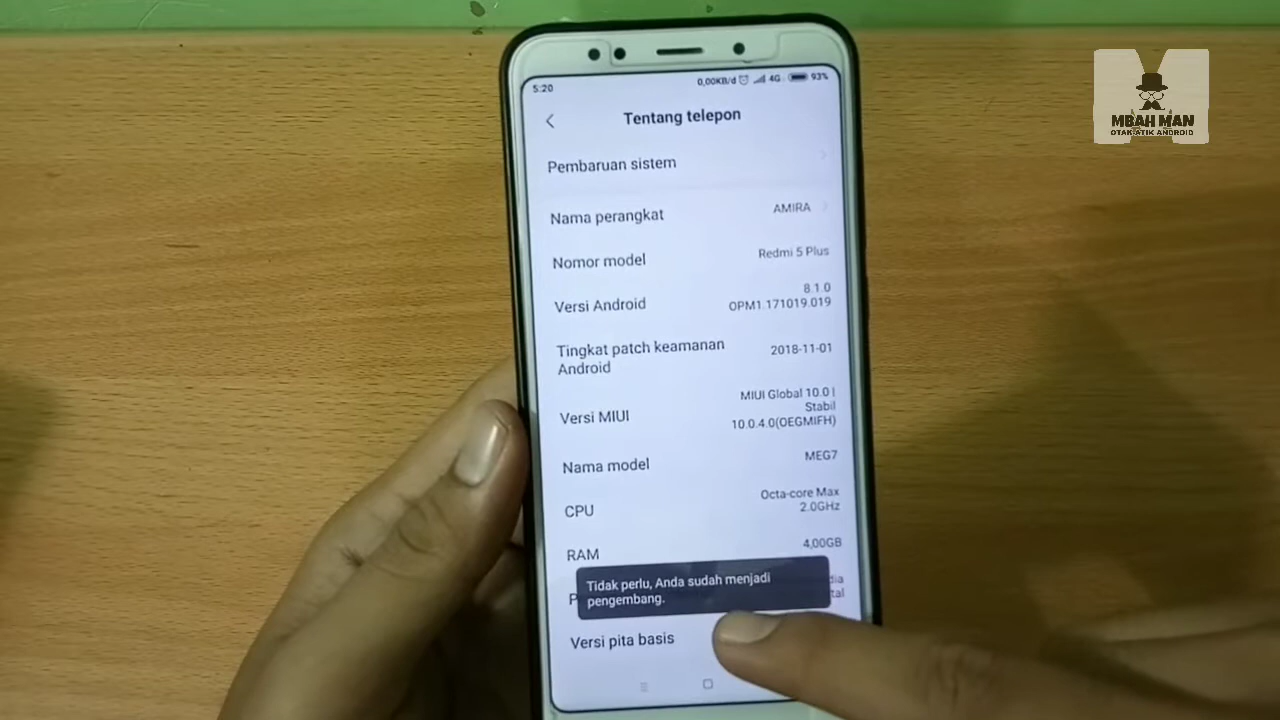 5:20
0,00KB/d
4G
93%
Tentang telepon
Pembaruan sistem
Nama perangkat
AMIRA
Nomor model
Redmi 5 Plus
Versi Android
8.1.0
OPM1.171019.019
Tingkat patch keamanan
Android
2018-11-01
Versi MIUI
MIUI Global 10.0 |
Stabil
10.0.4.0(OEGMIFH)
Nama model
MEG7
CPU
Octa-core Max
2.0GHz
RAM
4,00GB
Tidak perlu, Anda sudah menjadi
pengembang.
Versi pita basis
MBAH MAN
OTAK ATIK ANDROID